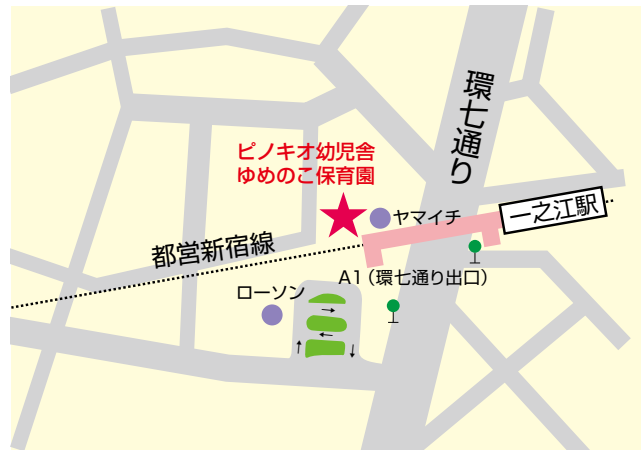 環七通り
ピノキオ幼児舎
ゆめのこ保育園
ヤマイチ
一之江駅
都営新宿線
A1（環七通り出口）
ローソン